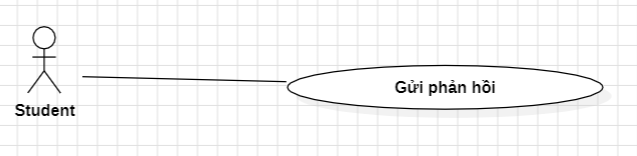 Gửi phản hồi
Student